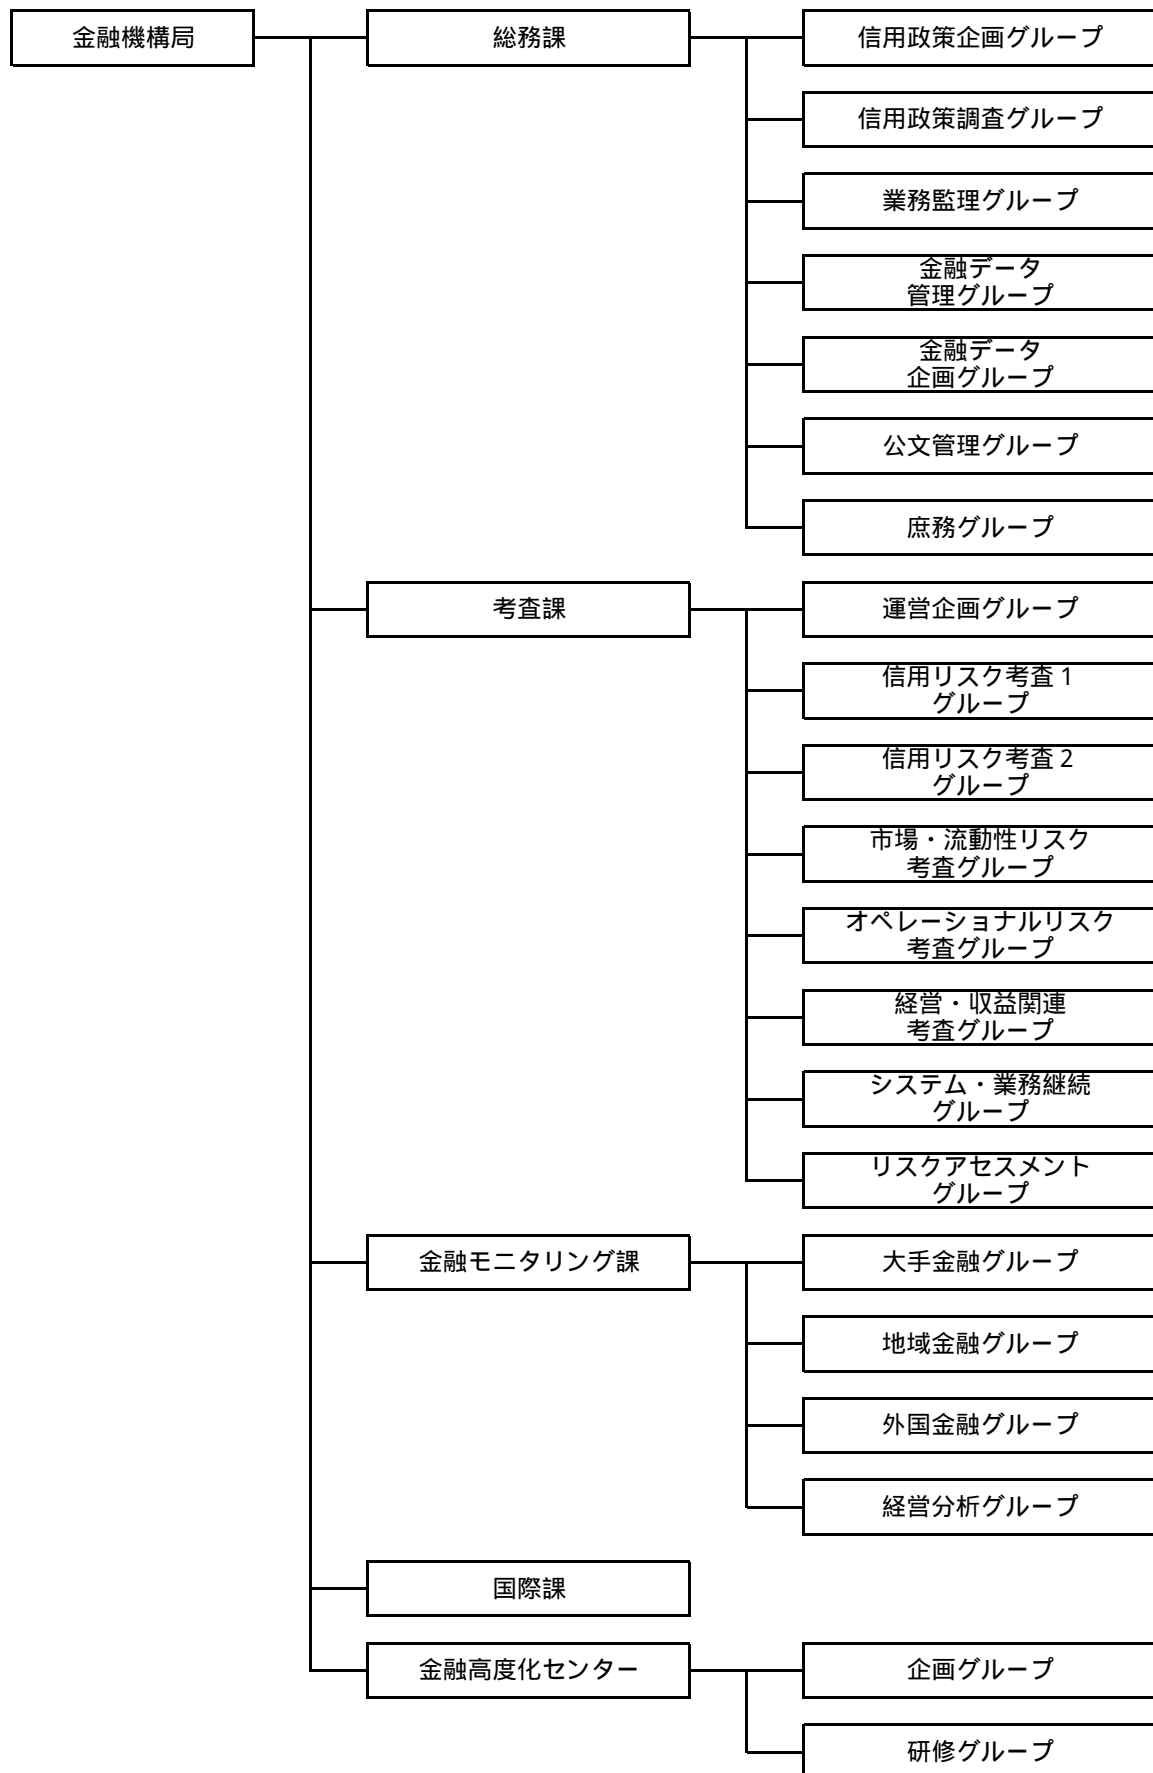 金融機構局
総務課
信用政策企画グループ
信用政策調査グループ
業務監理グループ
金融データ
管理グループ
金融データ
企画グループ
公文管理グループ
庶務グループ
考査課
運営企画グループ
信用リスク考査1
グループ
信用リスク考査2
グループ
市場・流動性リスク
考査グループ
オペレーショナルリスク
考査グループ
経営・収益関連
考査グループ
システム・業務継続
グループ
リスクアセスメント
グループ
金融モニタリング課
大手金融グループ
地域金融グループ
外国金融グループ
経営分析グループ
国際課
金融高度化センター
企画グループ
研修グループ